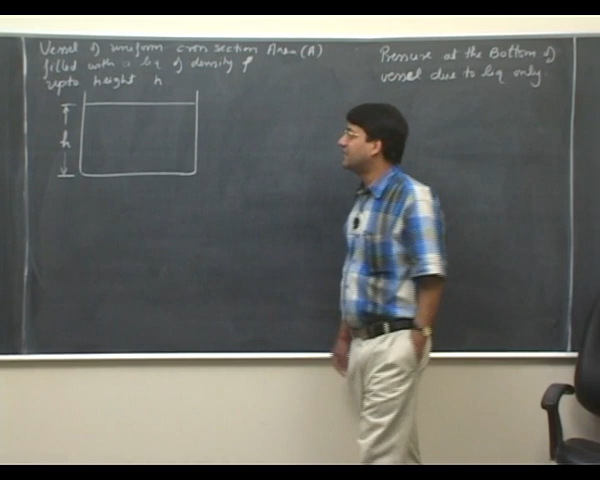 Vessel of uniform cross section Area (A)
filled with a liq of density ρ
upto height h
h
Pressure at the Bottom of
vessel due to liq only.